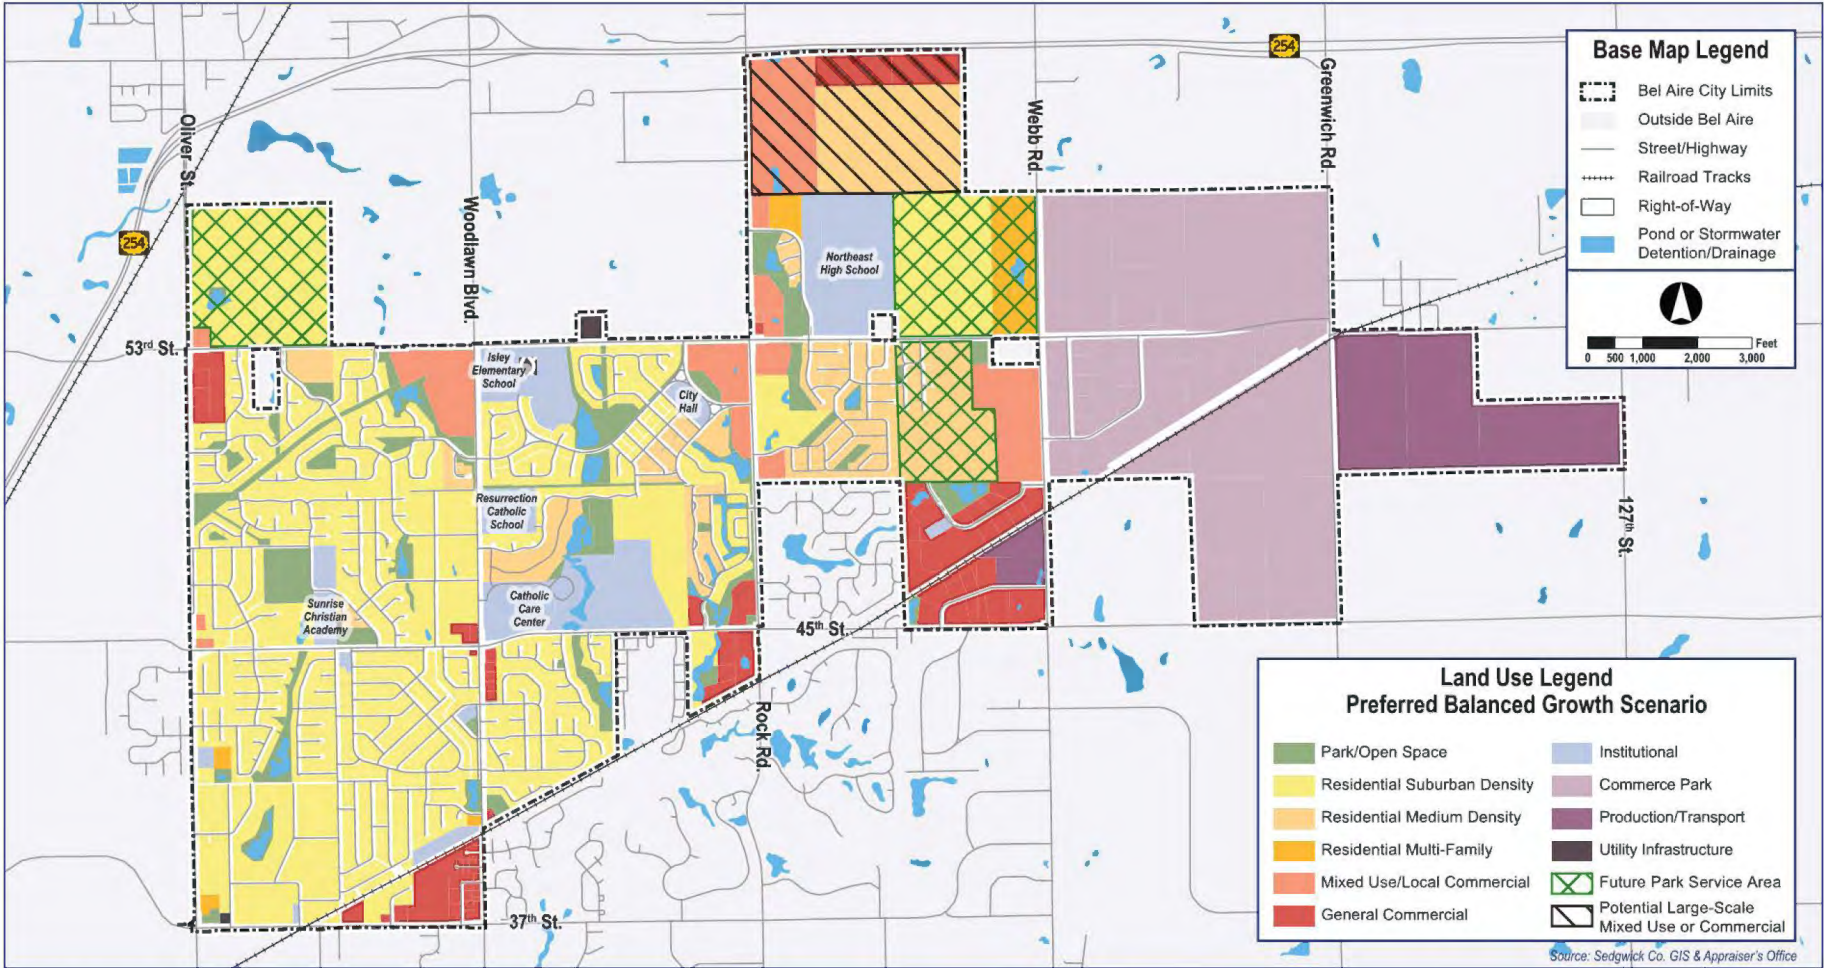 254
254
Oliver St.
Woodlawn Blvd.
Webb Rd.
Greenwich Rd.
Rock Rd.
127th St.
53rd St.
45th St.
37th St.
Northeast
High School
Isley
Elementary
School
City
Hall
Resurrection
Catholic
School
Catholic
Care
Center
Sunrise
Christian
Academy
Base Map Legend
Bel Aire City Limits
Outside Bel Aire
Street/Highway
Railroad Tracks
Right-of-Way
Pond or Stormwater
Detention/Drainage
0 500 1,000 2,000 3,000 Feet
Land Use Legend
Preferred Balanced Growth Scenario
Park/Open Space
Residential Suburban Density
Residential Medium Density
Residential Multi-Family
Mixed Use/Local Commercial
General Commercial
Institutional
Commerce Park
Production/Transport
Utility Infrastructure
Future Park Service Area
Potential Large-Scale
Mixed Use or Commercial
Source: Sedgwick Co. GIS & Appraiser's Office